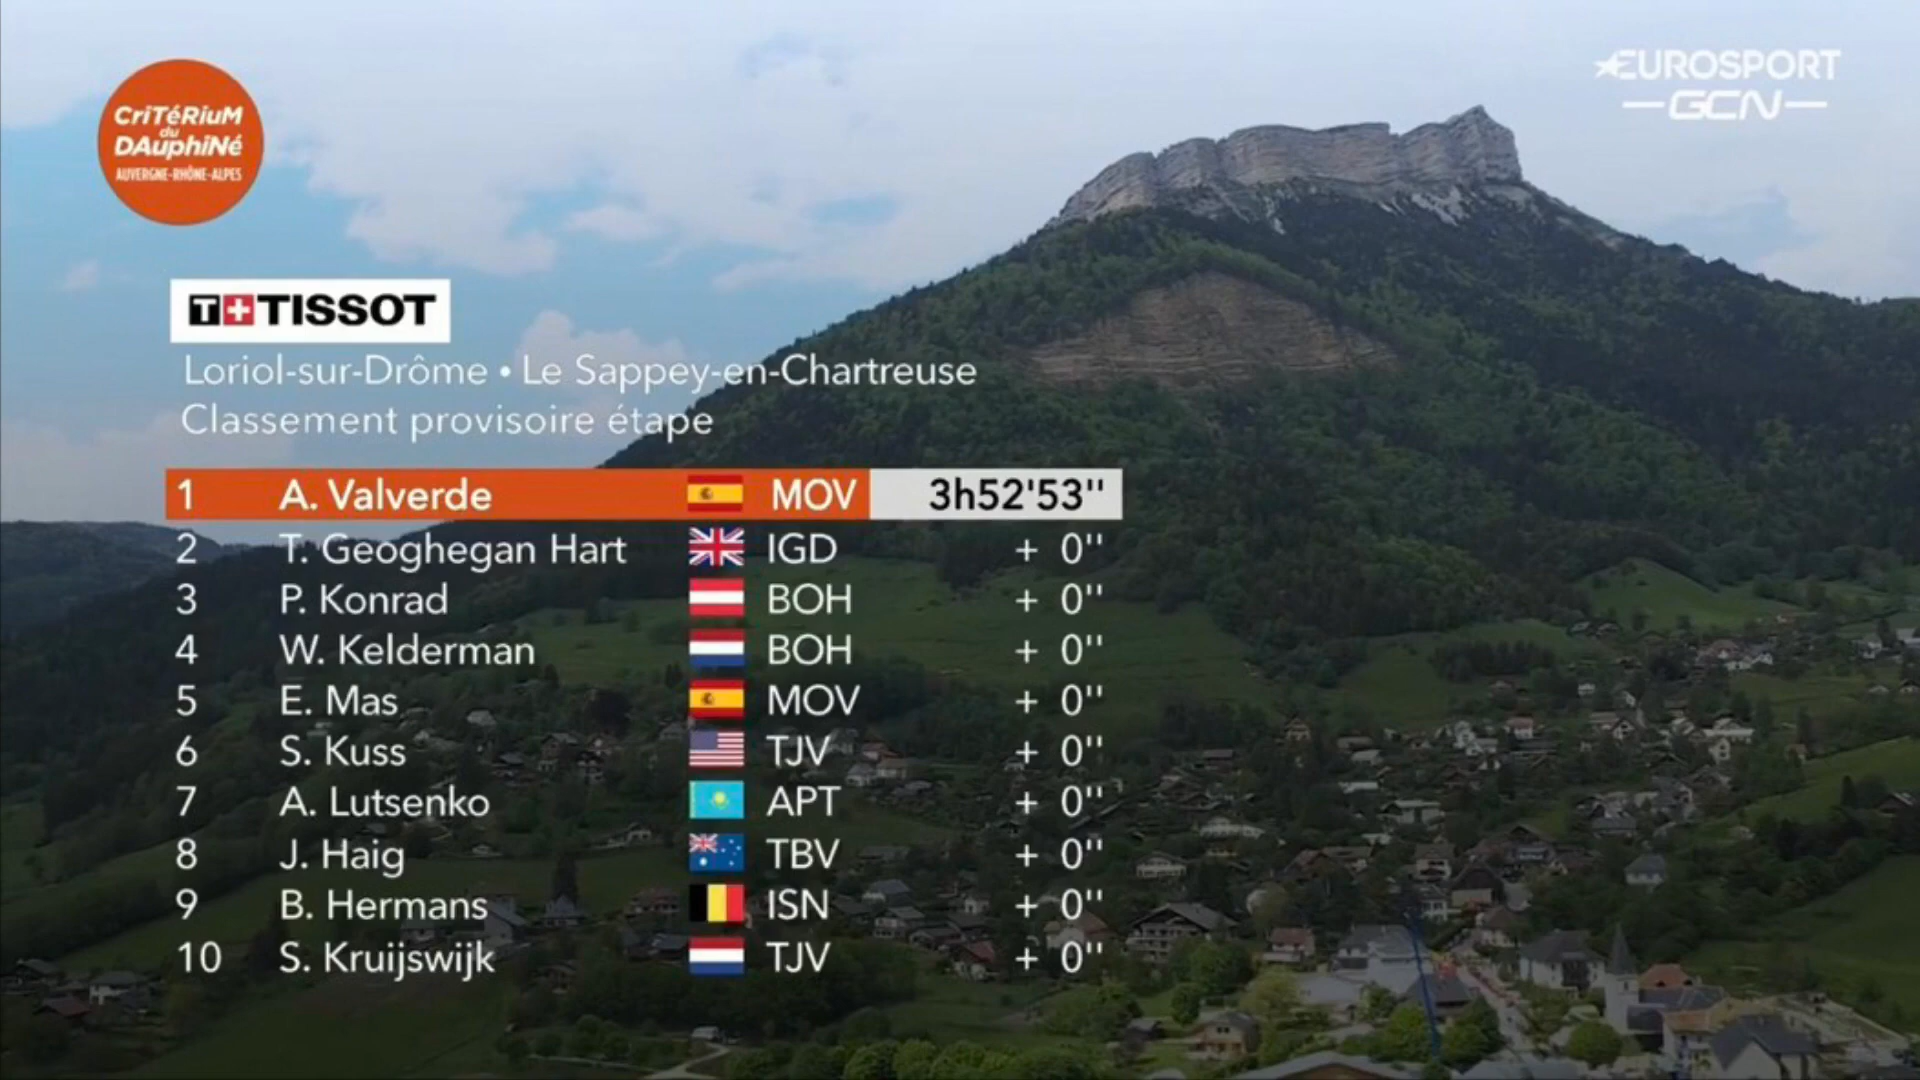 CriTéRiuM
du
DAuphiNé
AUVERGNE-RHÔNE-ALPES
EUROSPORT
GCN
T+ TISSOT
Loriol-sur-Drôme • Le Sappey-en-Chartreuse
Classement provisoire étape
1 A. Valverde MOV 3h52'53''
2 T. Geoghegan Hart IGD + 0''
3 P. Konrad BOH + 0''
4 W. Kelderman BOH + 0''
5 E. Mas MOV + 0''
6 S. Kuss TJV + 0''
7 A. Lutsenko APT + 0''
8 J. Haig TBV + 0''
9 B. Hermans ISN + 0''
10 S. Kruijswijk TJV + 0''